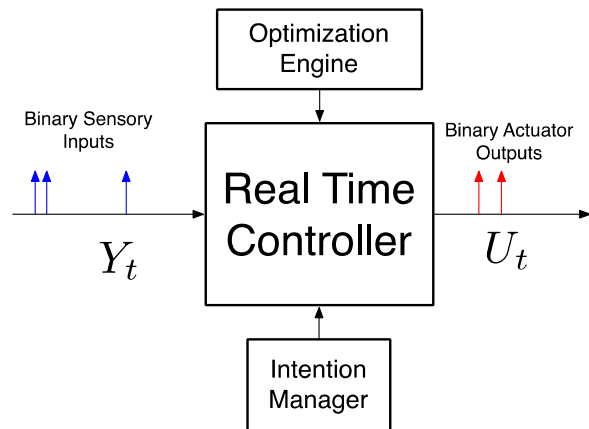 Optimization
Engine
Binary Sensory
Inputs
Real Time
Controller
Binary Actuator
Outputs
Y_t
U_t
Intention
Manager